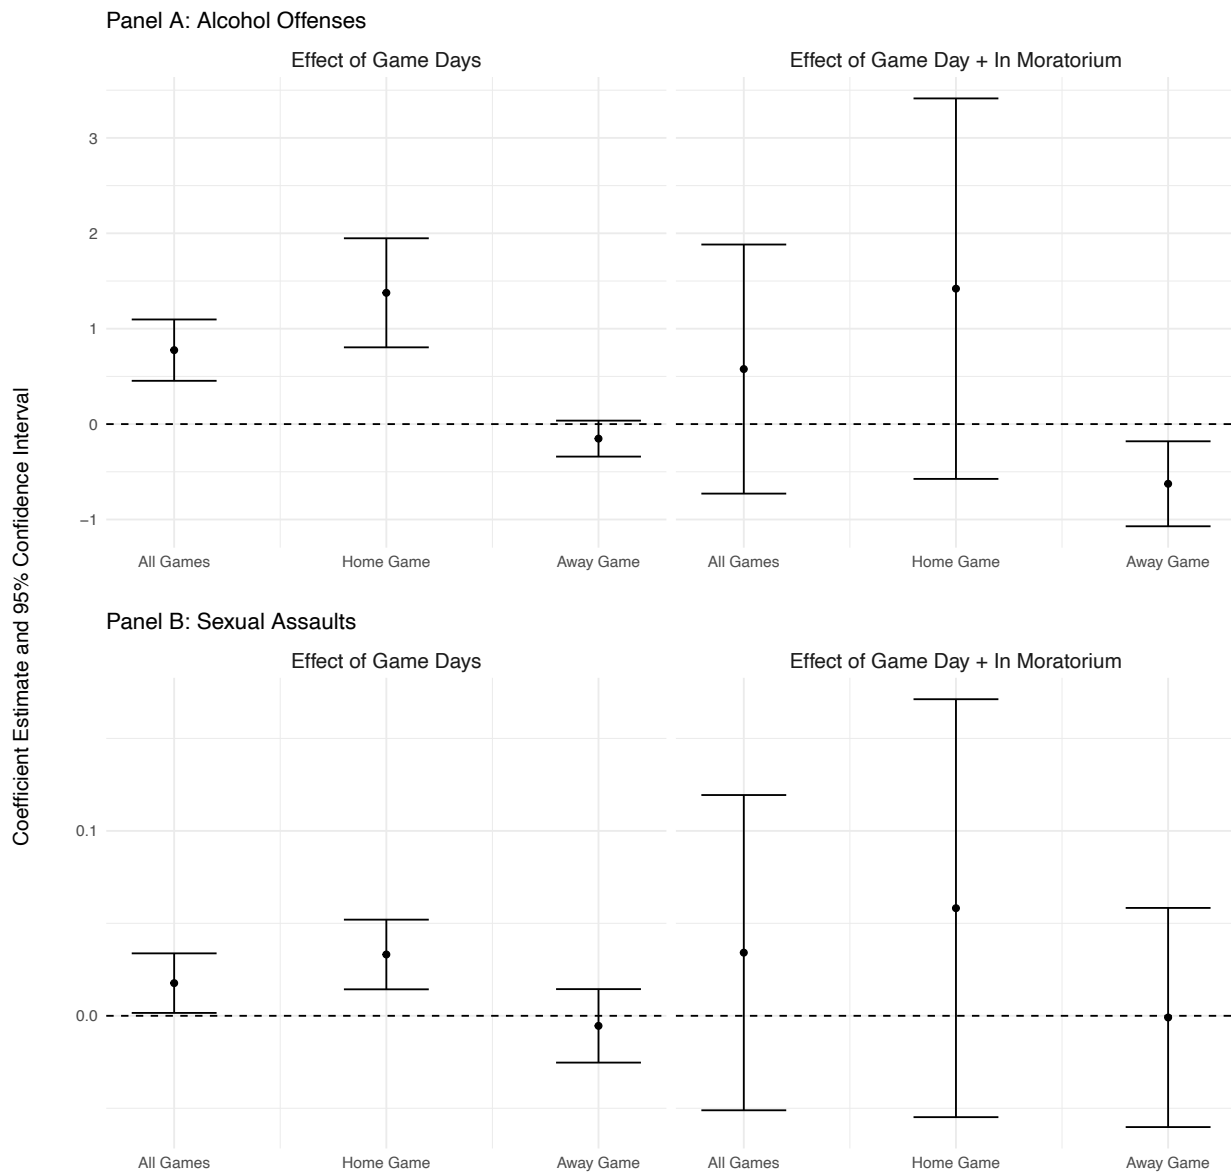 Panel A: Alcohol Offenses
Effect of Game Days
Effect of Game Day + In Moratorium
3
2
1
0
−1
All Games
Home Game
Away Game
All Games
Home Game
Away Game
Coefficient Estimate and 95% Confidence Interval
Panel B: Sexual Assaults
Effect of Game Days
Effect of Game Day + In Moratorium
0.1
0.0
All Games
Home Game
Away Game
All Games
Home Game
Away Game